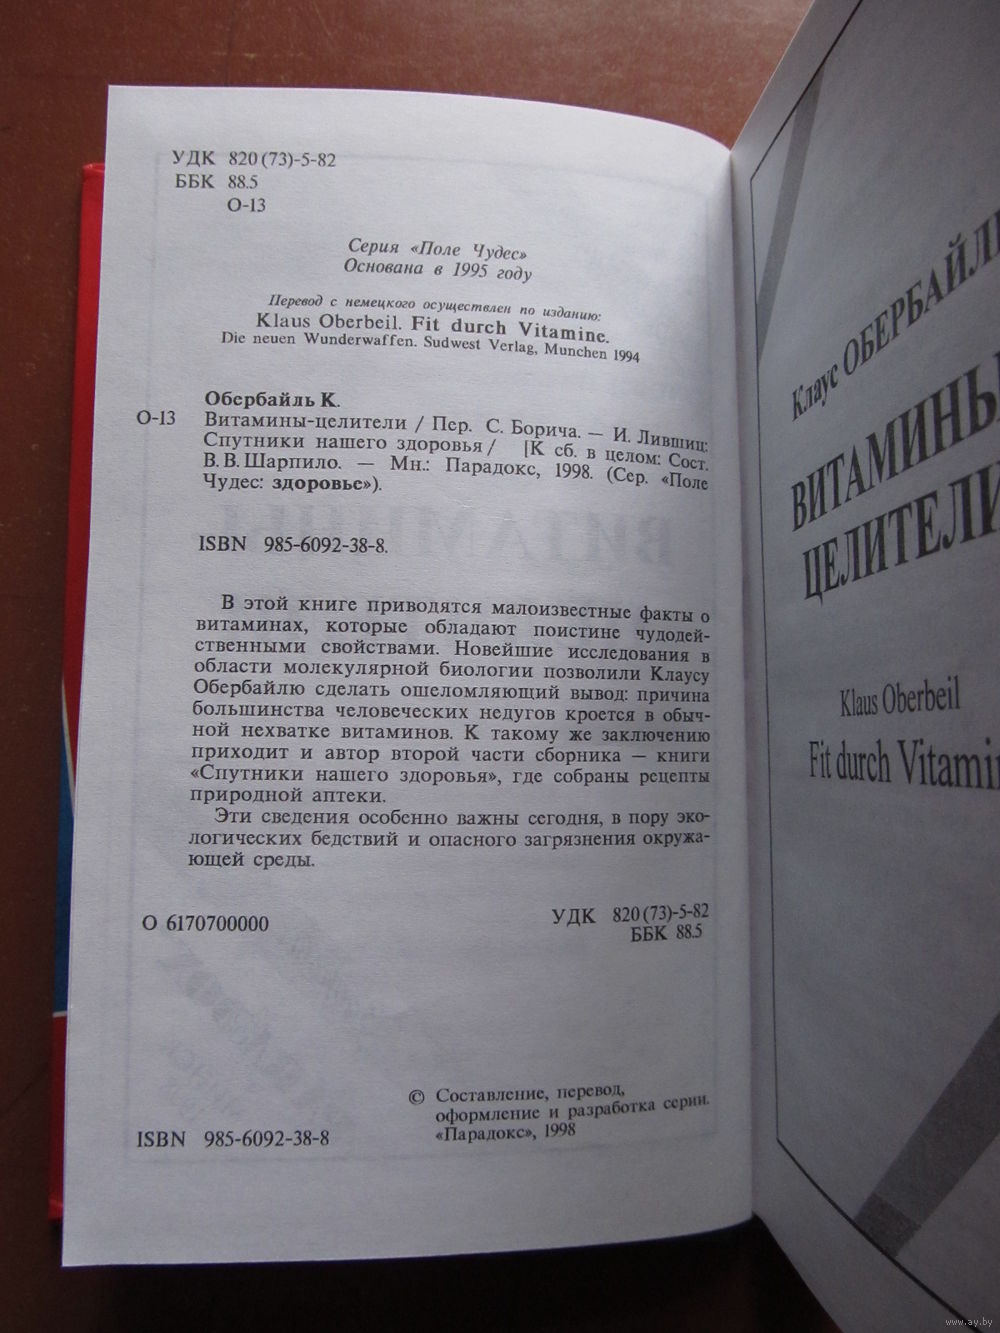 УДК 820(73)-5-82
ББК 88.5
О-13
Серия «Поле Чудес»
Основана в 1995 году
Перевод с немецкого осуществлен по изданию:
Klaus Oberbeil. Fit durch Vitamine.
Die neuen Wunderwaffen. Sudwest Verlag, Munchen 1994
Обербайль К.
О-13 Витамины-целители / Пер. С. Борича. — И. Лившиц:
Спутники нашего здоровья / [К сб. в целом: Сост.
В. В. Шарпило. — Мн.: Парадокс, 1998. (Сер. «Поле
Чудес: здоровье»).
ISBN 985-6092-38-8.
В этой книге приводятся малоизвестные факты о
витаминах, которые обладают поистине чудодей-
ственными свойствами. Новейшие исследования в
области молекулярной биологии позволили Клаусу
Обербайлю сделать ошеломляющий вывод: причина
большинства человеческих недугов кроется в обыч-
ной нехватке витаминов. К такому же заключению
приходит и автор второй части сборника — книги
«Спутники нашего здоровья», где собраны рецепты
природной аптеки.
Эти сведения особенно важны сегодня, в пору эко-
логических бедствий и опасного загрязнения окружа-
ющей среды.
О 6170700000
УДК 820(73)-5-82
ББК 88.5
© Составление, перевод,
оформление и разработка серии.
«Парадокс», 1998
ISBN 985-6092-38-8
Клаус ОБЕРБАЙЛ
ВИТАМИНЫ
ЦЕЛИТЕЛИ
Klaus Oberbeil
Fit durch Vitami
www.ay.by